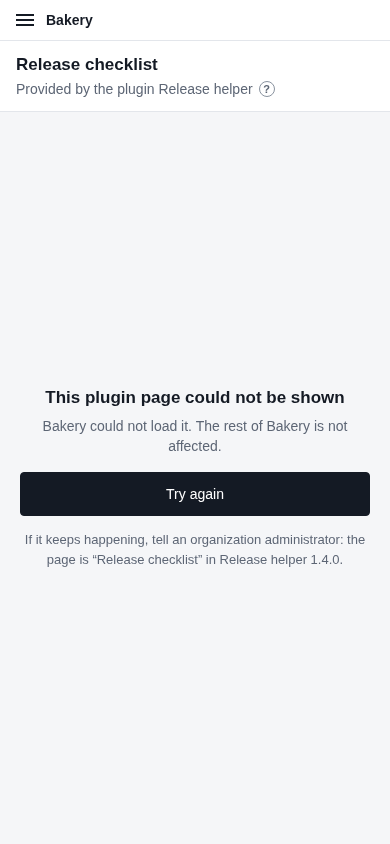 Bakery
Release checklist
Provided by the plugin Release helper ?
This plugin page could not be shown
Bakery could not load it. The rest of Bakery is not
affected.
Try again
If it keeps happening, tell an organization administrator: the
page is “Release checklist” in Release helper 1.4.0.